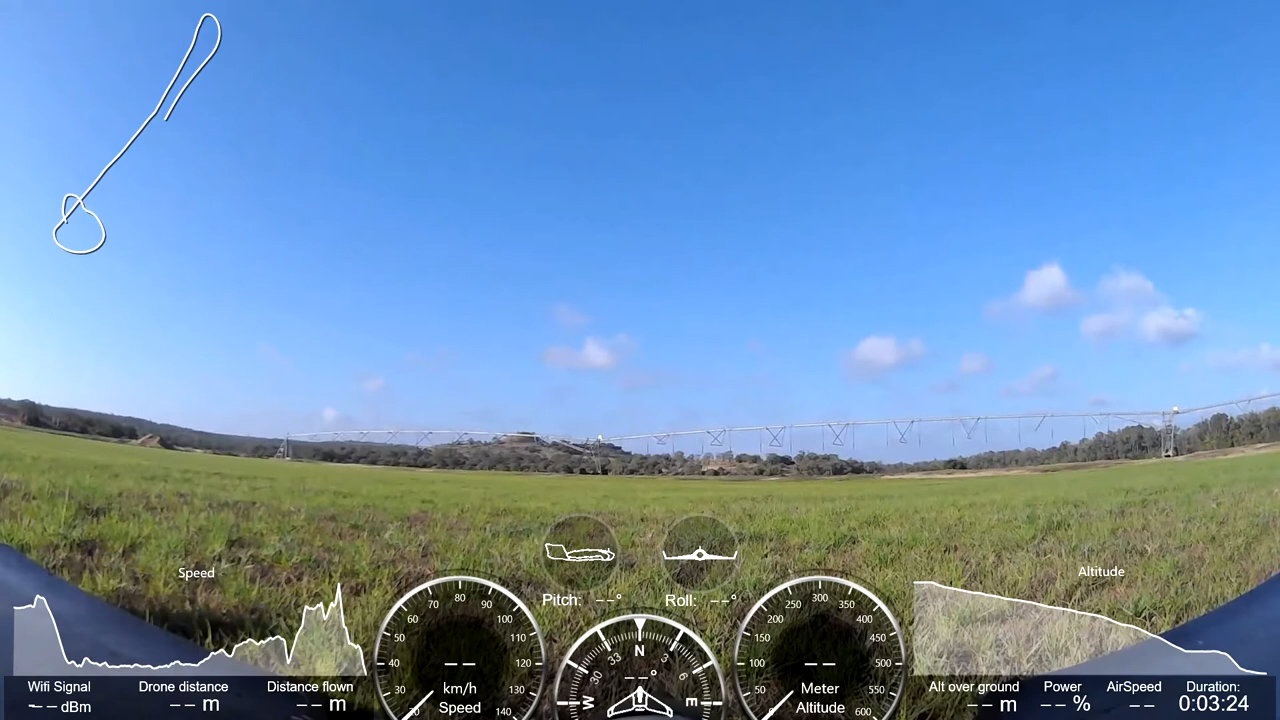 Speed
Altitude
Pitch: --°
Roll: --°
80
70
90
60
100
50
110
40
120
30
130
20
140
--
km/h
Speed
N
33
3
30
6
W
E
--°
300
250
350
200
400
150
450
100
500
50
550
600
--
Meter
Altitude
Wifi Signal
-- dBm
Drone distance
-- m
Distance flown
-- m
Alt over ground
-- m
Power
-- %
AirSpeed
--
Duration:
0:03:24